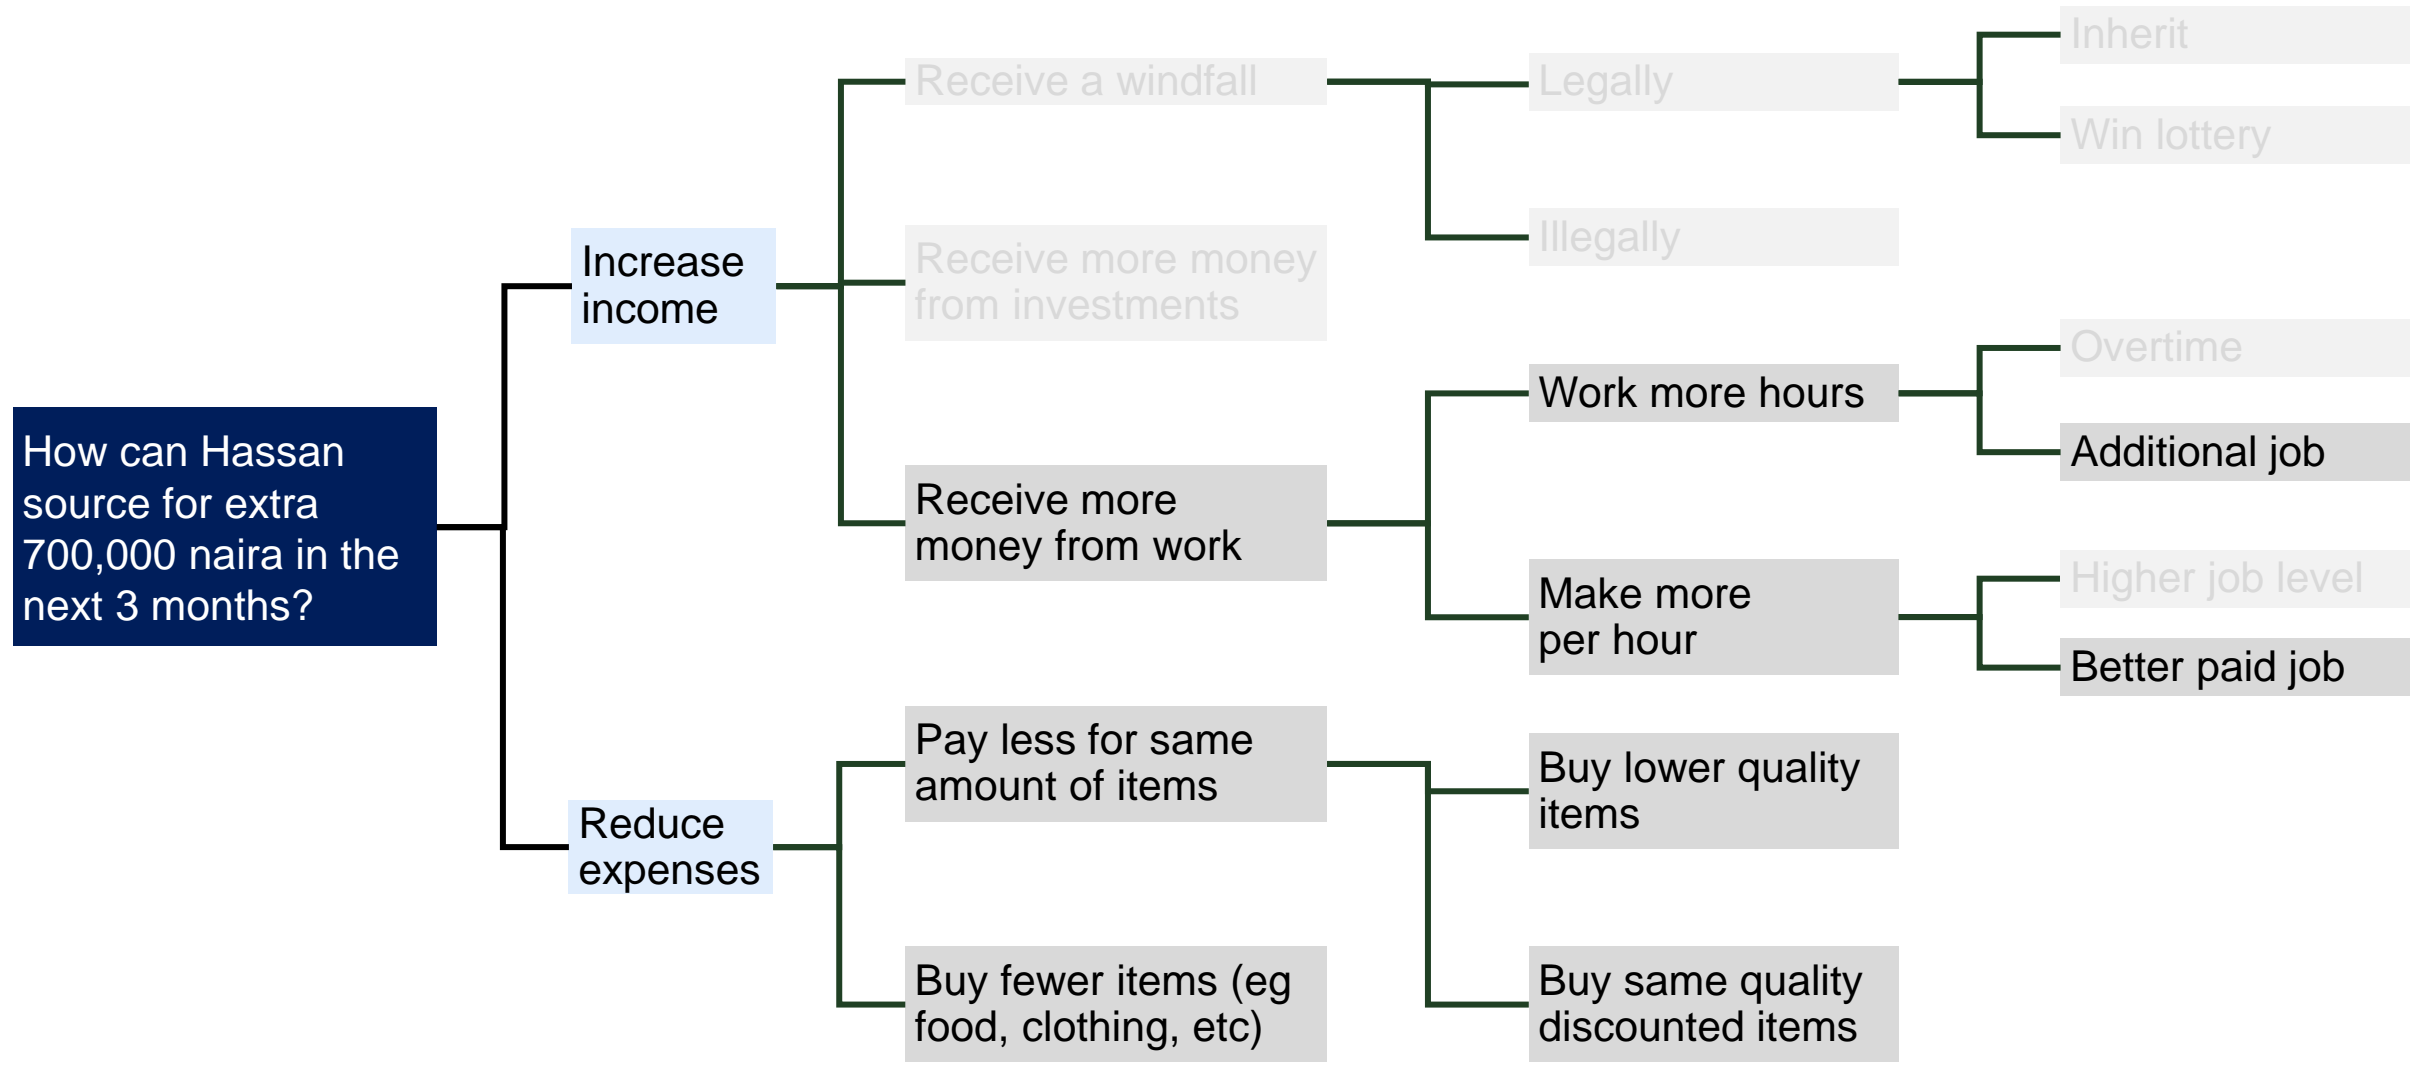 How can Hassan
source for extra
700,000 naira in the
next 3 months?
Increase
income
Receive a windfall
Legally
Inherit
Win lottery
Illegally
Receive more money
from investments
Receive more
money from work
Work more hours
Overtime
Additional job
Make more
per hour
Higher job level
Better paid job
Reduce
expenses
Pay less for same
amount of items
Buy lower quality
items
Buy same quality
discounted items
Buy fewer items (eg
food, clothing, etc)